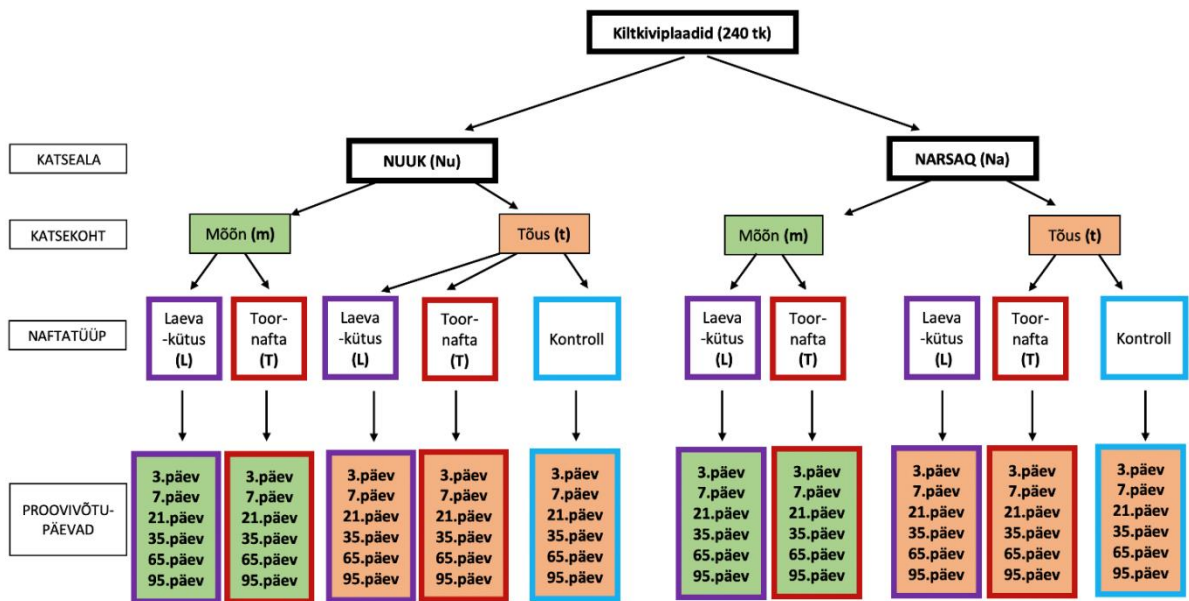 Kiltkiviplaadid (240 tk)
KATSEALA
NUUK (Nu)
NARSAQ (Na)
KATSEKOHT
Mõõn (m)
Tõus (t)
Mõõn (m)
Tõus (t)
NAFTATÜÜP
Laeva
-kütus
(L)
Toor-
nafta
(T)
Laeva
-kütus
(L)
Toor-
nafta
(T)
Kontroll
Laeva
-kütus
(L)
Toor-
nafta
(T)
Laeva
-kütus
(L)
Toor-
nafta
(T)
Kontroll
PROOVIVÕTU-
PÄEVAD
3.päev
7.päev
21.päev
35.päev
65.päev
95.päev
3.päev
7.päev
21.päev
35.päev
65.päev
95.päev
3.päev
7.päev
21.päev
35.päev
65.päev
95.päev
3.päev
7.päev
21.päev
35.päev
65.päev
95.päev
3.päev
7.päev
21.päev
35.päev
65.päev
95.päev
3.päev
7.päev
21.päev
35.päev
65.päev
95.päev
3.päev
7.päev
21.päev
35.päev
65.päev
95.päev
3.päev
7.päev
21.päev
35.päev
65.päev
95.päev
3.päev
7.päev
21.päev
35.päev
65.päev
95.päev
3.päev
7.päev
21.päev
35.päev
65.päev
95.päev